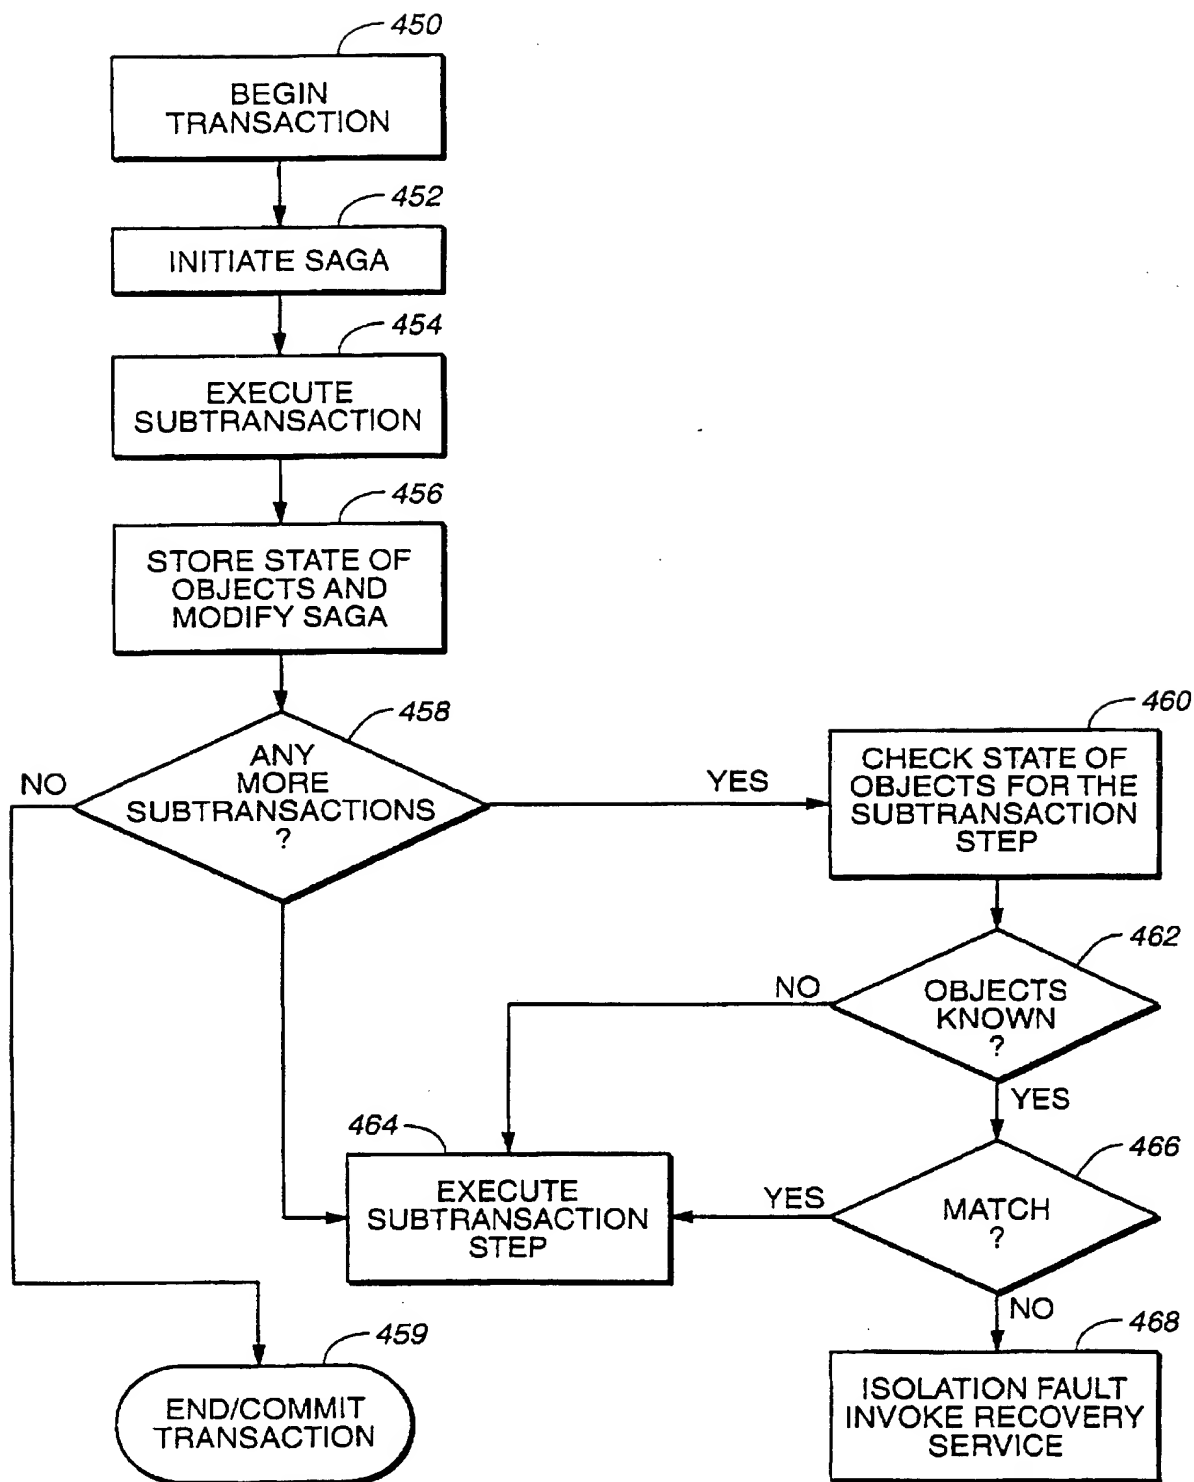 450
BEGIN
TRANSACTION
452
INITIATE SAGA
454
EXECUTE
SUBTRANSACTION
456
STORE STATE OF
OBJECTS AND
MODIFY SAGA
458
ANY
MORE
SUBTRANSACTIONS
?
NO
YES
460
CHECK STATE OF
OBJECTS FOR THE
SUBTRANSACTION
STEP
462
OBJECTS
KNOWN
?
NO
YES
464
EXECUTE
SUBTRANSACTION
STEP
466
MATCH
?
YES
NO
459
END/COMMIT
TRANSACTION
468
ISOLATION FAULT
INVOKE RECOVERY
SERVICE